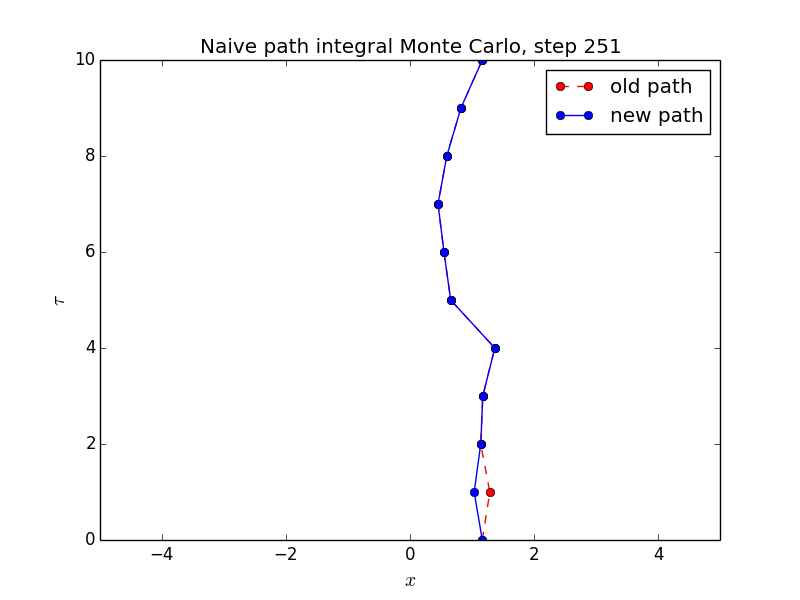 Naive path integral Monte Carlo, step 251
old path
new path
10
8
6
4
2
0
τ
−4 −2 0 2 4
x